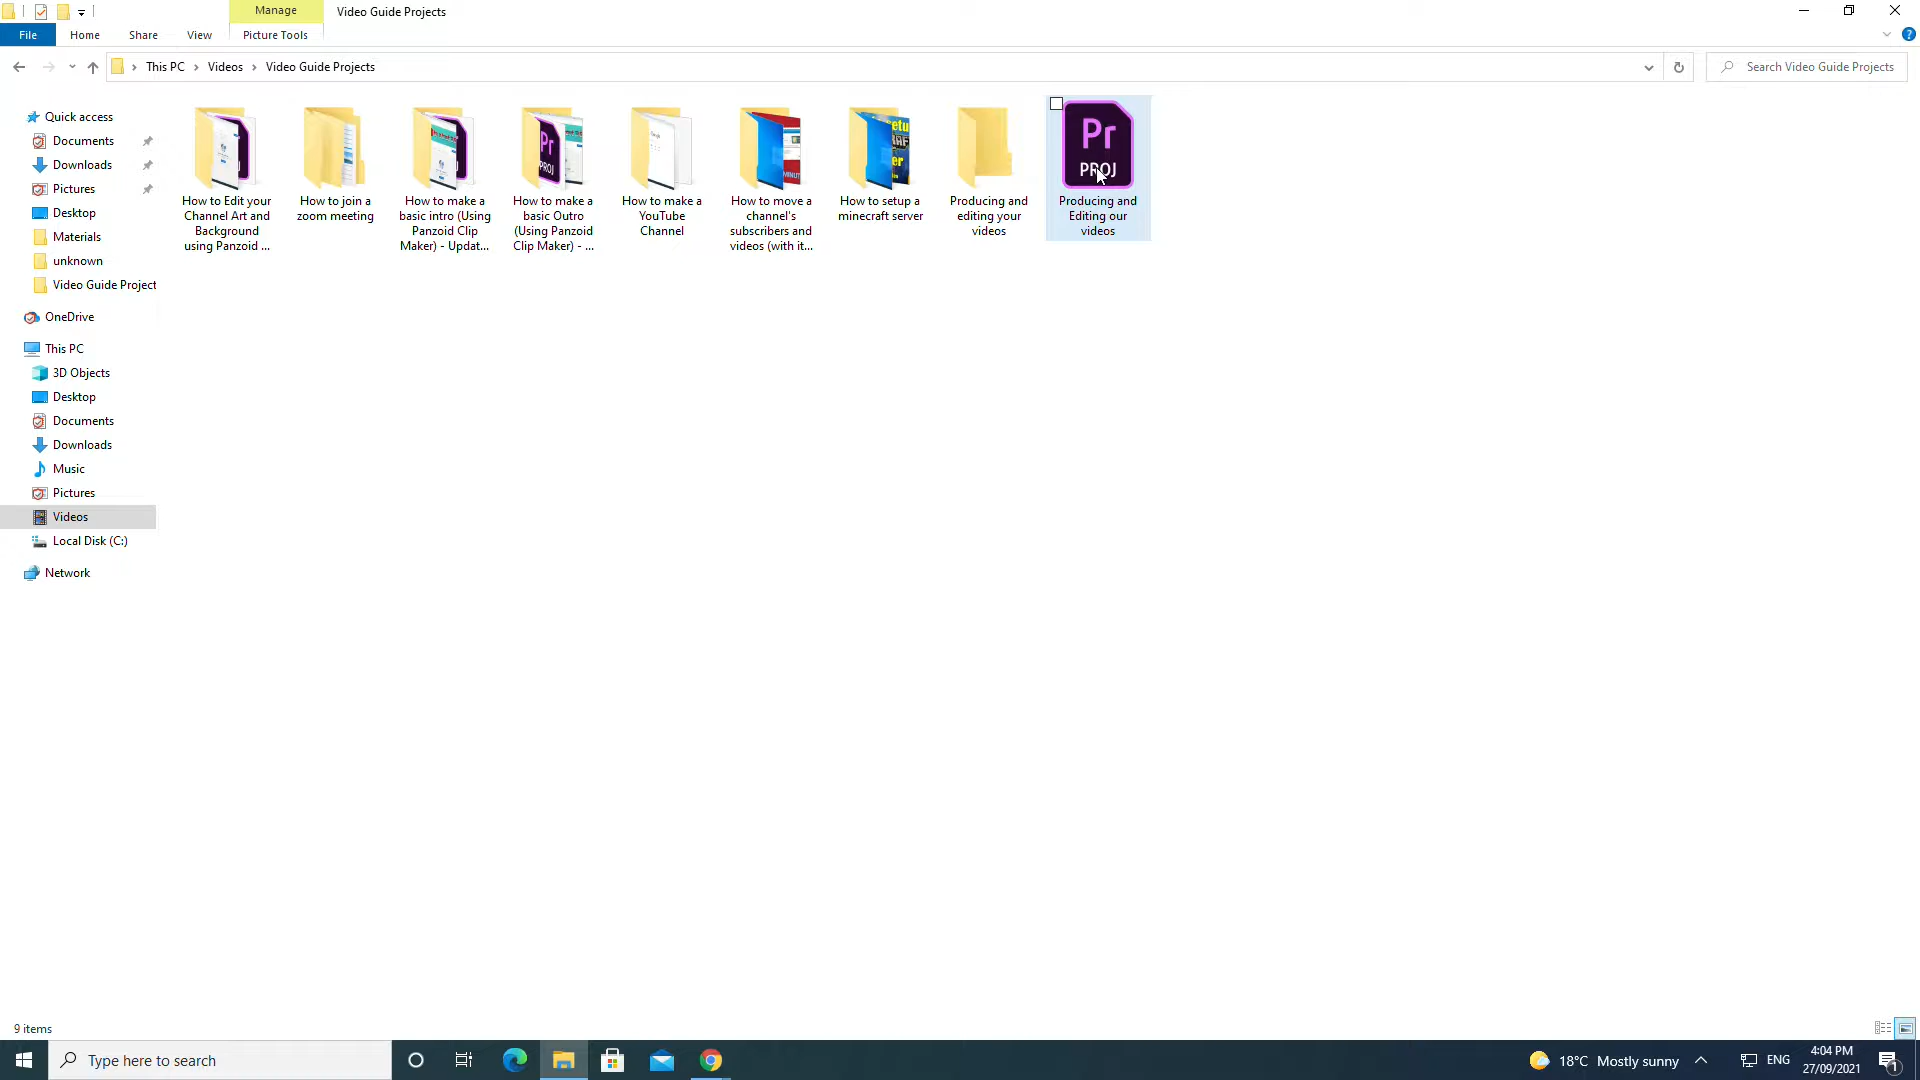 Manage
Video Guide Projects
File
Home
Share
View
Picture Tools
This PC
Videos
Video Guide Projects
Search Video Guide Projects
Quick access
Documents
Downloads
Pictures
Desktop
Materials
unknown
Video Guide Project
OneDrive
This PC
3D Objects
Desktop
Documents
Downloads
Music
Pictures
Videos
Local Disk (C:)
Network
How to Edit your
Channel Art and
Background
using Panzoid ...
How to join a
zoom meeting
How to make a
basic intro (Using
Panzoid Clip
Maker) - Updat...
Pr
PROJ
How to make a
basic Outro
(Using Panzoid
Clip Maker) - ...
How to make a
YouTube
Channel
How to move a
channel's
subscribers and
videos (with it...
How to setup a
minecraft server
Producing and
editing your
videos
Pr
PROJ
Producing and
Editing our
videos
9 items
Type here to search
18°C Mostly sunny
ENG
4:04 PM
27/09/2021
1